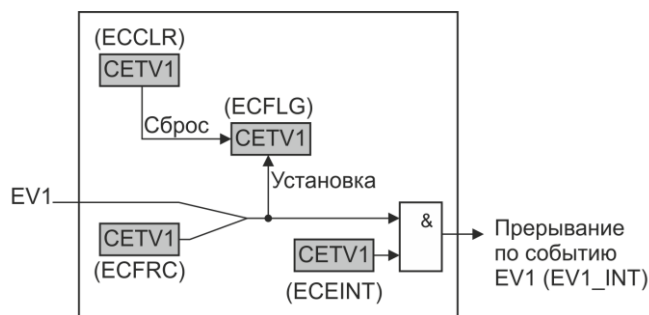 (ECCLR)
CETV1
(ECFLG)
Сброс
CETV1
Установка
EV1
&
CETV1
(ECFRC)
CETV1
(ECEINT)
Прерывание
по событию
EV1 (EV1_INT)